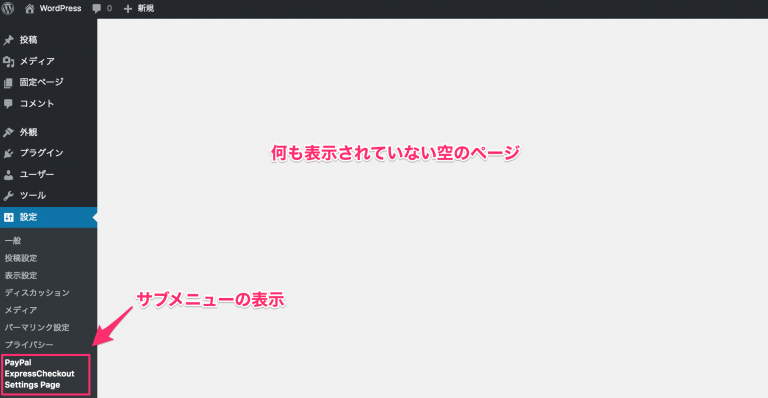 WordPress 0 新規
投稿
メディア
固定ページ
コメント
外観
プラグイン
ユーザー
ツール
設定
一般
投稿設定
表示設定
ディスカッション
メディア
パーマリンク設定
プライバシー
PayPal
ExpressCheckout
Settings Page
何も表示されていない空のページ
サブメニューの表示